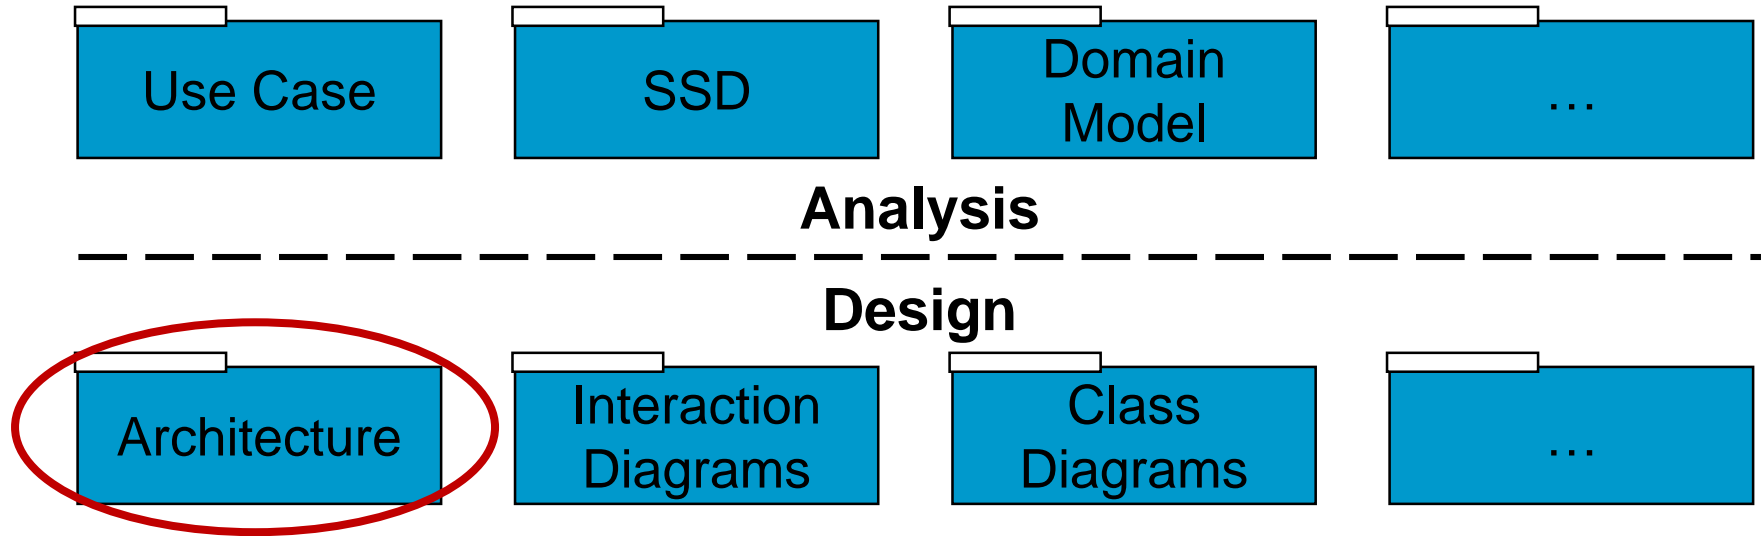 Use Case
SSD
Domain
Model
…
Analysis
Design
Architecture
Interaction
Diagrams
Class
Diagrams
…